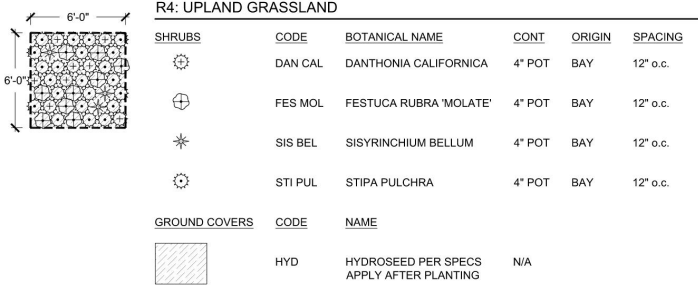 R4: UPLAND GRASSLAND
6'-0"
6'-0"
SHRUBS CODE BOTANICAL NAME CONT ORIGIN SPACING
DAN CAL DANTHONIA CALIFORNICA 4" POT BAY 12" o.c.
FES MOL FESTUCA RUBRA 'MOLATE' 4" POT BAY 12" o.c.
SIS BEL SISYRINCHIUM BELLUM 4" POT BAY 12" o.c.
STI PUL STIPA PULCHRA 4" POT BAY 12" o.c.
GROUND COVERS CODE NAME
HYD HYDROSEED PER SPECS N/A
APPLY AFTER PLANTING